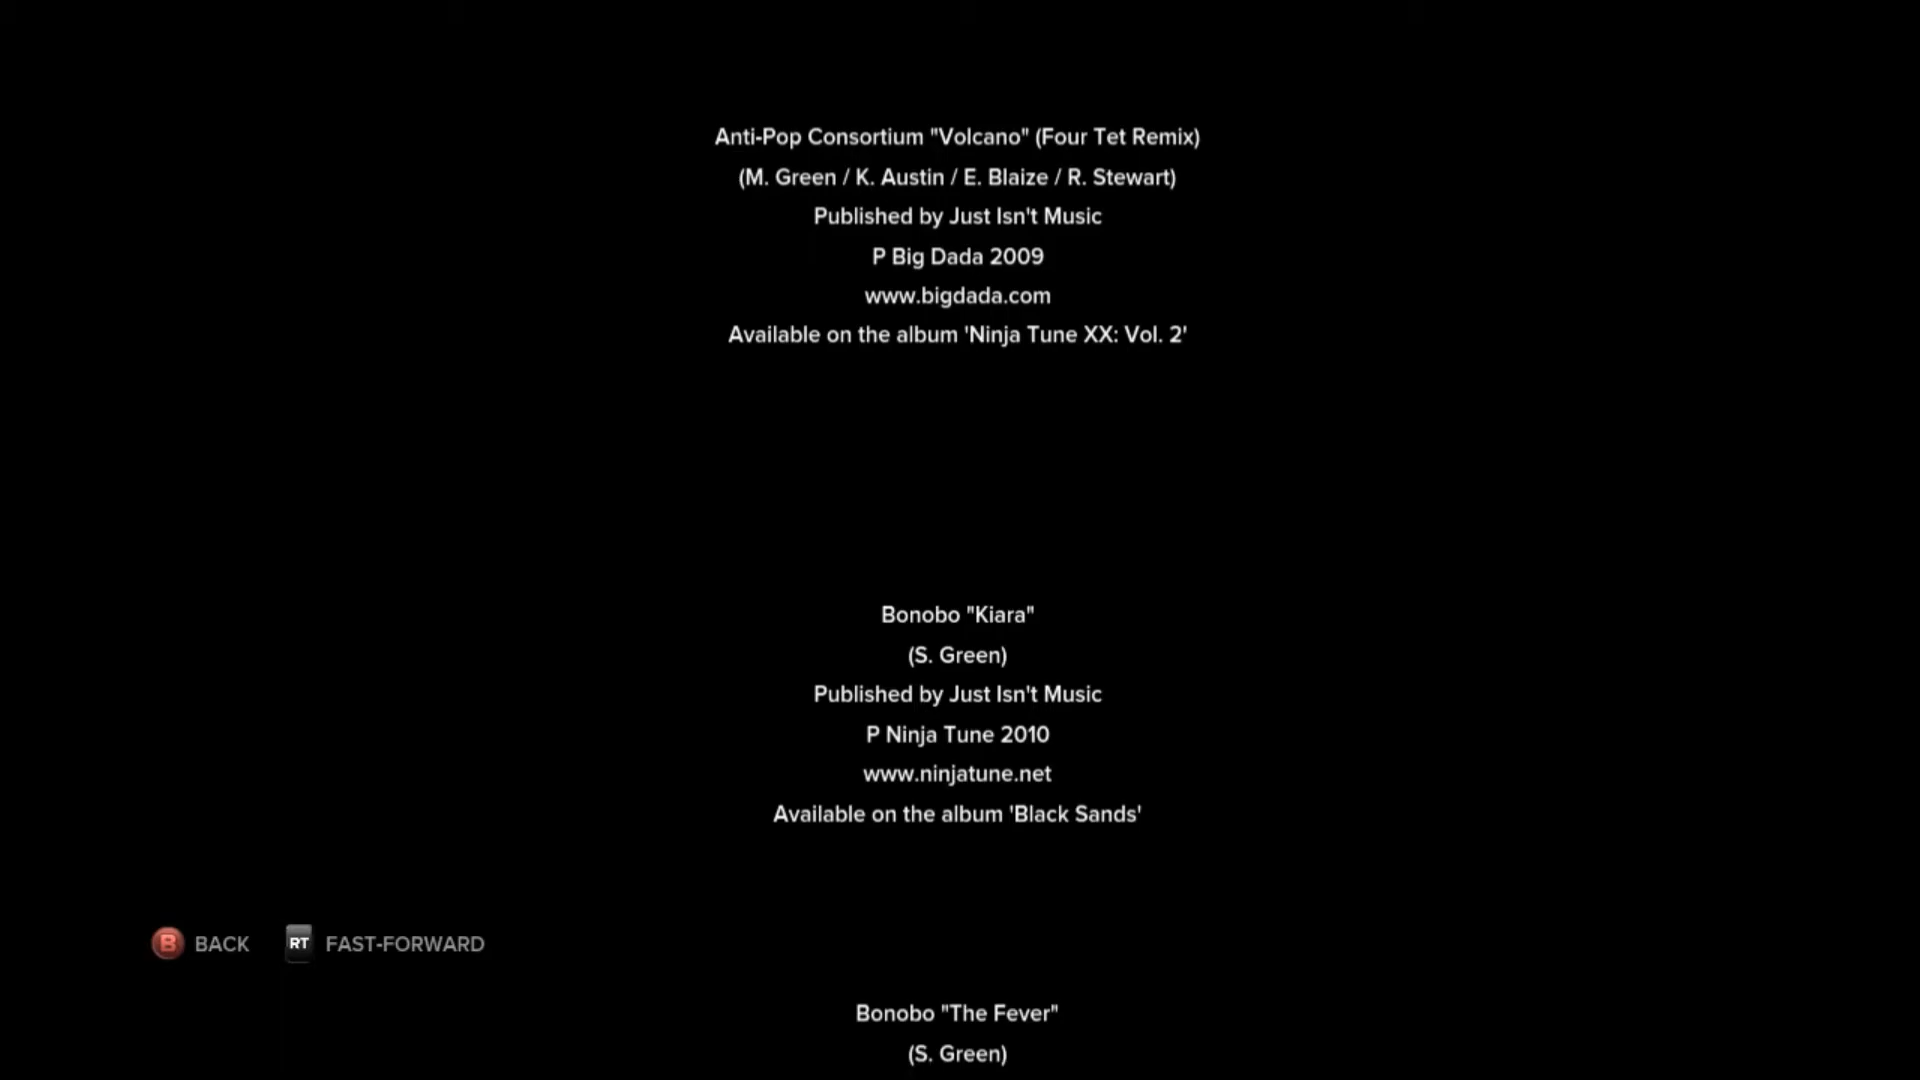 Anti-Pop Consortium "Volcano" (Four Tet Remix)
(M. Green / K. Austin / E. Blaize / R. Stewart)
Published by Just Isn't Music
P Big Dada 2009
www.bigdada.com
Available on the album 'Ninja Tune XX: Vol. 2'
Bonobo "Kiara"
(S. Green)
Published by Just Isn't Music
P Ninja Tune 2010
www.ninjatune.net
Available on the album 'Black Sands'
B BACK RT FAST-FORWARD
Bonobo "The Fever"
(S. Green)